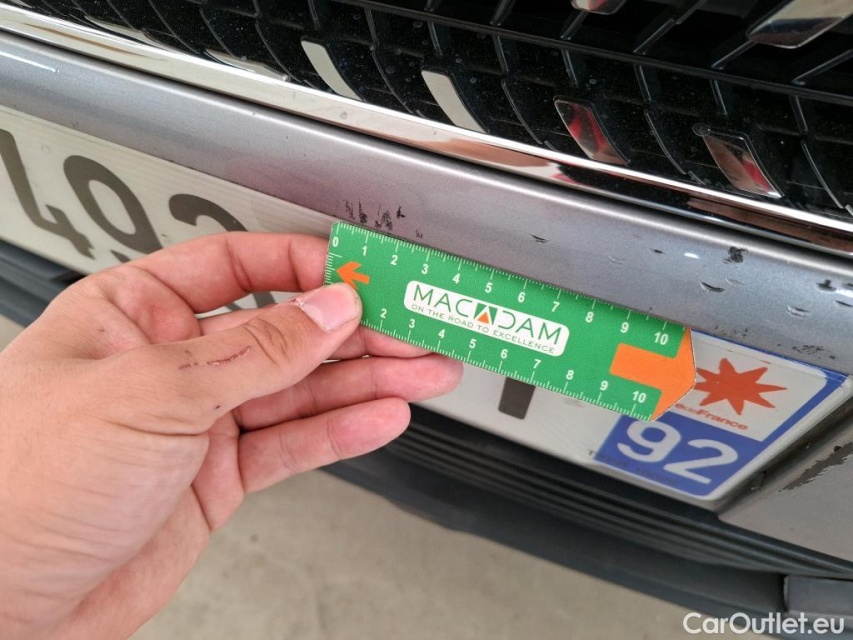 492
0 1 2 3 4 5 6 7 8 9 10
MACADAM
ON THE ROAD TO EXCELLENCE
2 3 4 5 6 7 8 9 10
France
92
CarOutlet.eu